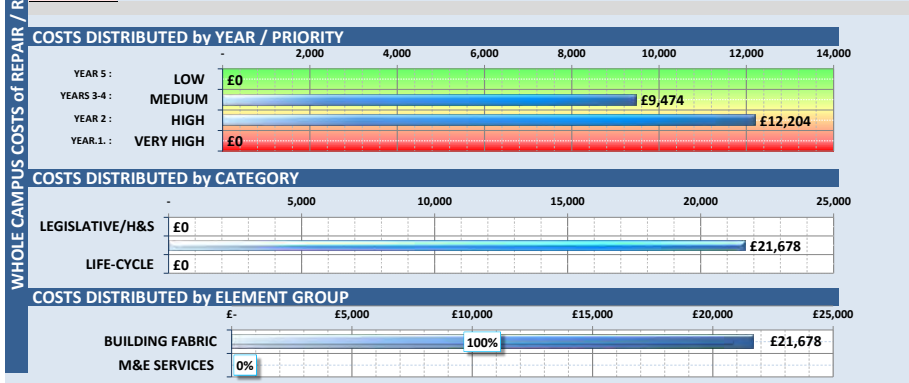 WHOLE CAMPUS COSTS of REPAIR / R
COSTS DISTRIBUTED by YEAR / PRIORITY
- 2,000 4,000 6,000 8,000 10,000 12,000 14,000
YEAR 5 : LOW £0
YEARS 3-4 : MEDIUM £9,474
YEAR 2 : HIGH £12,204
YEAR.1. : VERY HIGH £0
COSTS DISTRIBUTED by CATEGORY
- 5,000 10,000 15,000 20,000 25,000
LEGISLATIVE/H&S £0
£21,678
LIFE-CYCLE £0
COSTS DISTRIBUTED by ELEMENT GROUP
£- £5,000 £10,000 £15,000 £20,000 £25,000
BUILDING FABRIC 100% £21,678
M&E SERVICES 0%